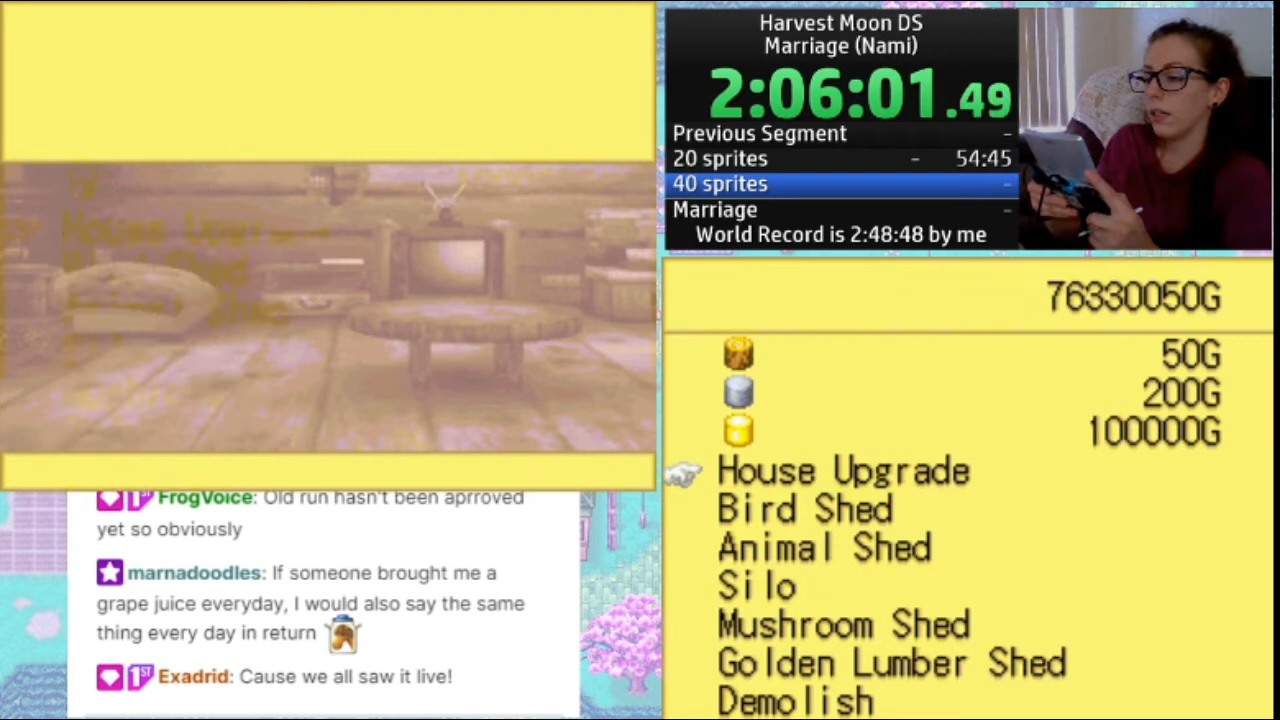 Harvest Moon DS
Marriage (Nami)
2:06:01.49
Previous Segment -
20 sprites - 54:45
40 sprites -
Marriage -
World Record is 2:48:48 by me
76330050G
50G
200G
100000G
House Upgrade
Bird Shed
Animal Shed
Silo
Mushroom Shed
Golden Lumber Shed
Demolish
House Upgrade
1ST FrogVoice: Old run hasn't been aprroved
yet so obviously
marnadoodles: If someone brought me a
grape juice everyday, I would also say the same
thing every day in return
1ST Exadrid: Cause we all saw it live!